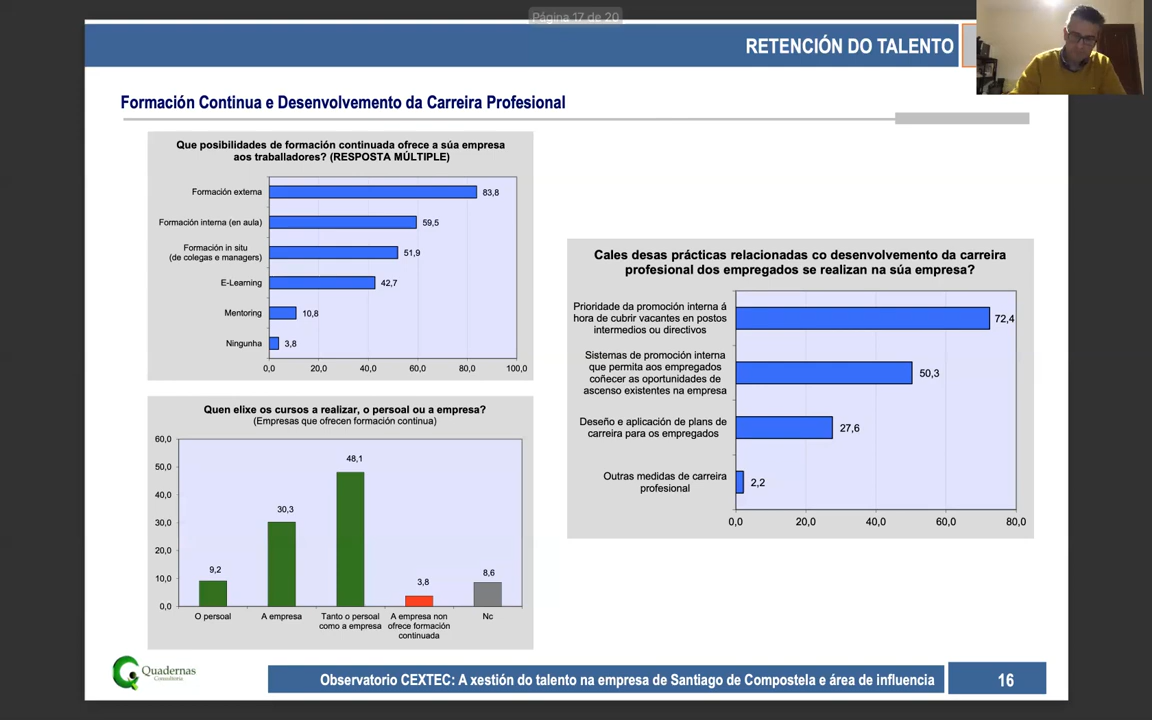 Página 17 de 20
RETENCIÓN DO TALENTO
Formación Continua e Desenvolvemento da Carreira Profesional
Que posibilidades de formación continuada ofrece a súa empresa
aos traballadores? (RESPOSTA MÚLTIPLE)
Formación externa
83,8
Formación interna (en aula)
59,5
Formación in situ
(de colegas e managers)
51,9
E-Learning
42,7
Mentoring
10,8
Ningunha
3,8
0,0 20,0 40,0 60,0 80,0 100,0
Quen elixe os cursos a realizar, o persoal ou a empresa?
(Empresas que ofrecen formación continua)
60,0
50,0
40,0
30,0
20,0
10,0
0,0
9,2
30,3
48,1
3,8
8,6
O persoal
A empresa
Tanto o persoal
como a empresa
A empresa non
ofrece formación
continuada
Nc
Cales desas prácticas relacionadas co desenvolvemento da carreira
profesional dos empregados se realizan na súa empresa?
Prioridade da promoción interna á
hora de cubrir vacantes en postos
intermedios ou directivos
72,4
Sistemas de promoción interna
que permita aos empregados
coñecer as oportunidades de
ascenso existentes na empresa
50,3
Deseño e aplicación de plans de
carreira para os empregados
27,6
Outras medidas de carreira
profesional
2,2
0,0 20,0 40,0 60,0 80,0
Quadernas
Consultoría
Observatorio CEXTEC: A xestión do talento na empresa de Santiago de Compostela e área de influencia
16